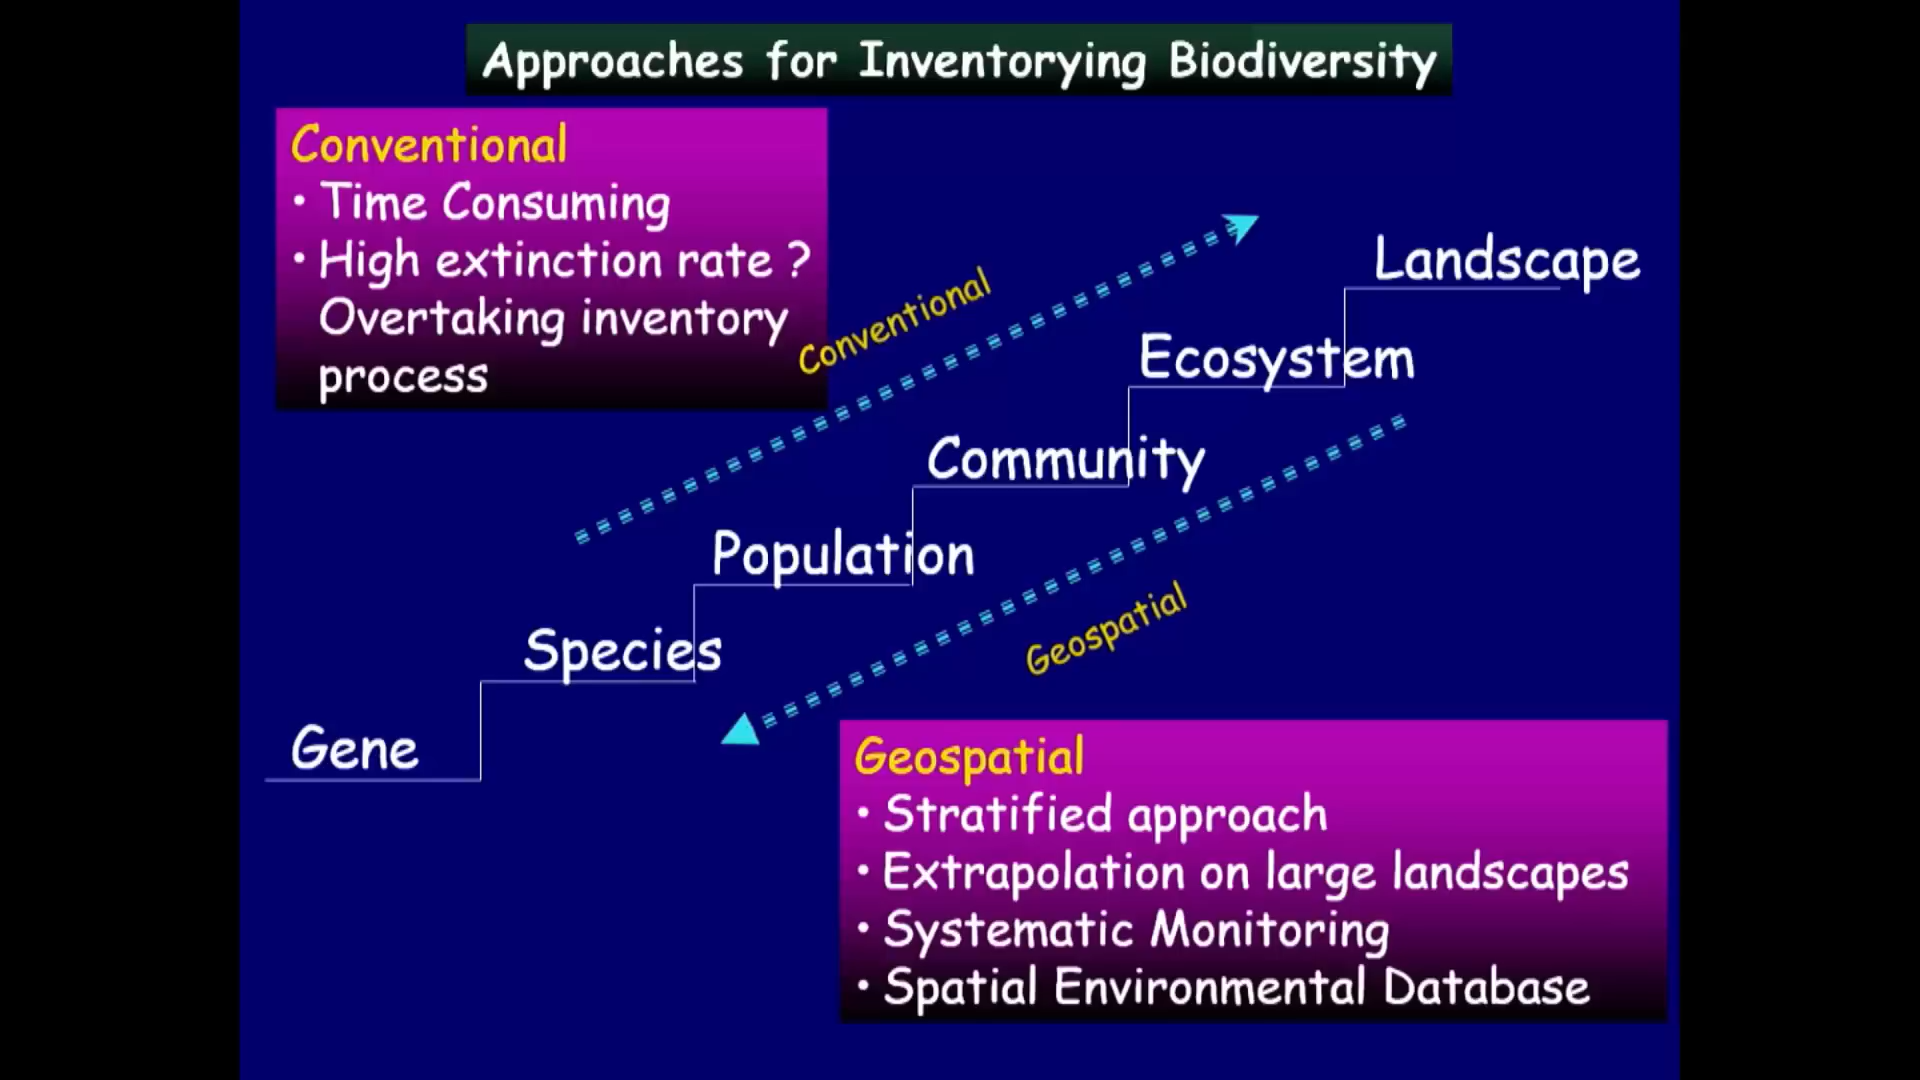 Approaches for Inventorying Biodiversity
Conventional
• Time Consuming
• High extinction rate ?
Overtaking inventory
process
Conventional
Landscape
Ecosystem
Community
Population
Species
Gene
Geospatial
Geospatial
• Stratified approach
• Extrapolation on large landscapes
• Systematic Monitoring
• Spatial Environmental Database